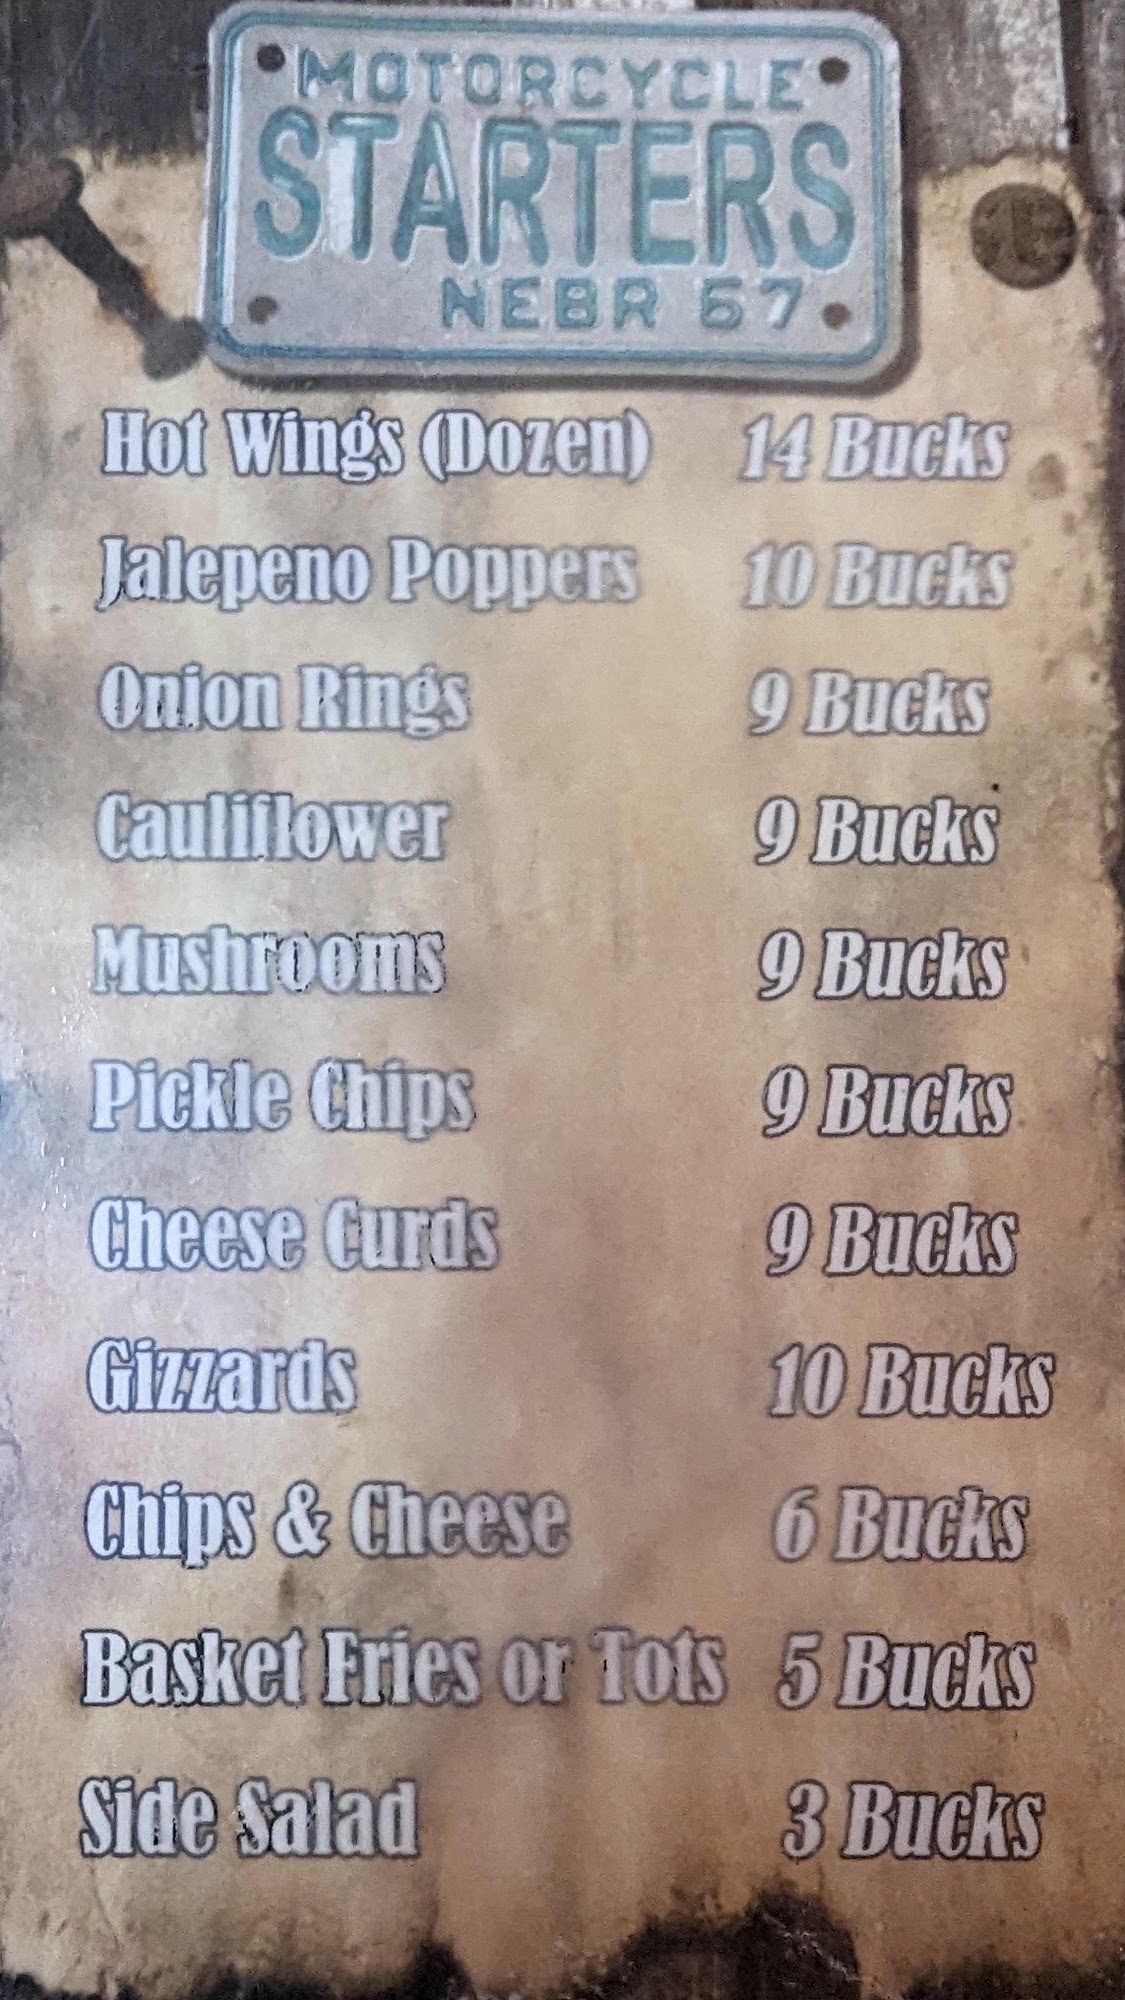 MOTORCYCLE
STARTERS
NEBR 67
Hot Wings (Dozen) 14 Bucks
Jalepeno Poppers 10 Bucks
Onion Rings 9 Bucks
Cauliflower 9 Bucks
Mushrooms 9 Bucks
Pickle Chips 9 Bucks
Cheese Curds 9 Bucks
Gizzards 10 Bucks
Chips & Cheese 6 Bucks
Basket Fries or Tots 5 Bucks
Side Salad 3 Bucks